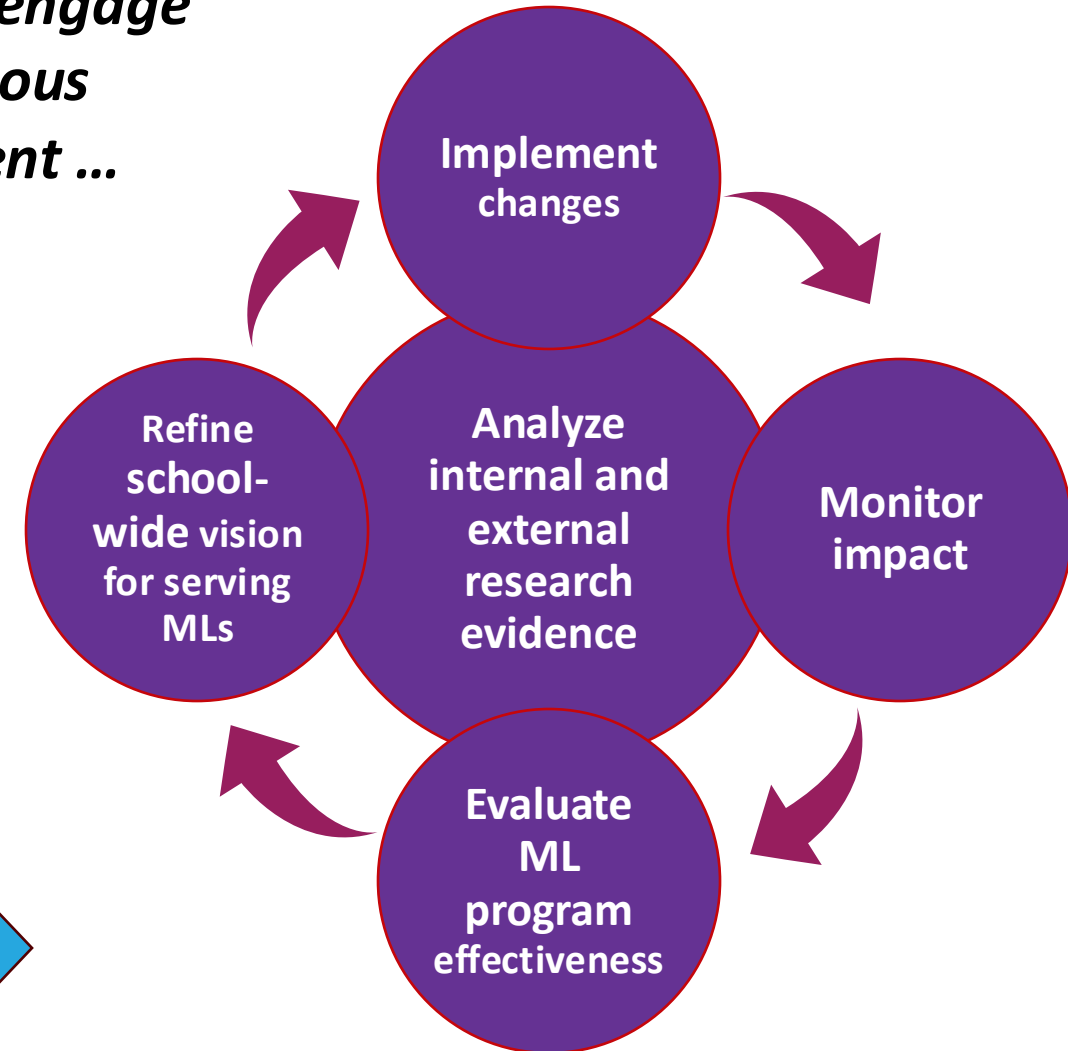 engage
ous
ent ...
Implement
changes
Refine
school-
wide vision
for serving
MLs
Analyze
internal and
external
research
evidence
Monitor
impact
Evaluate
ML
program
effectiveness